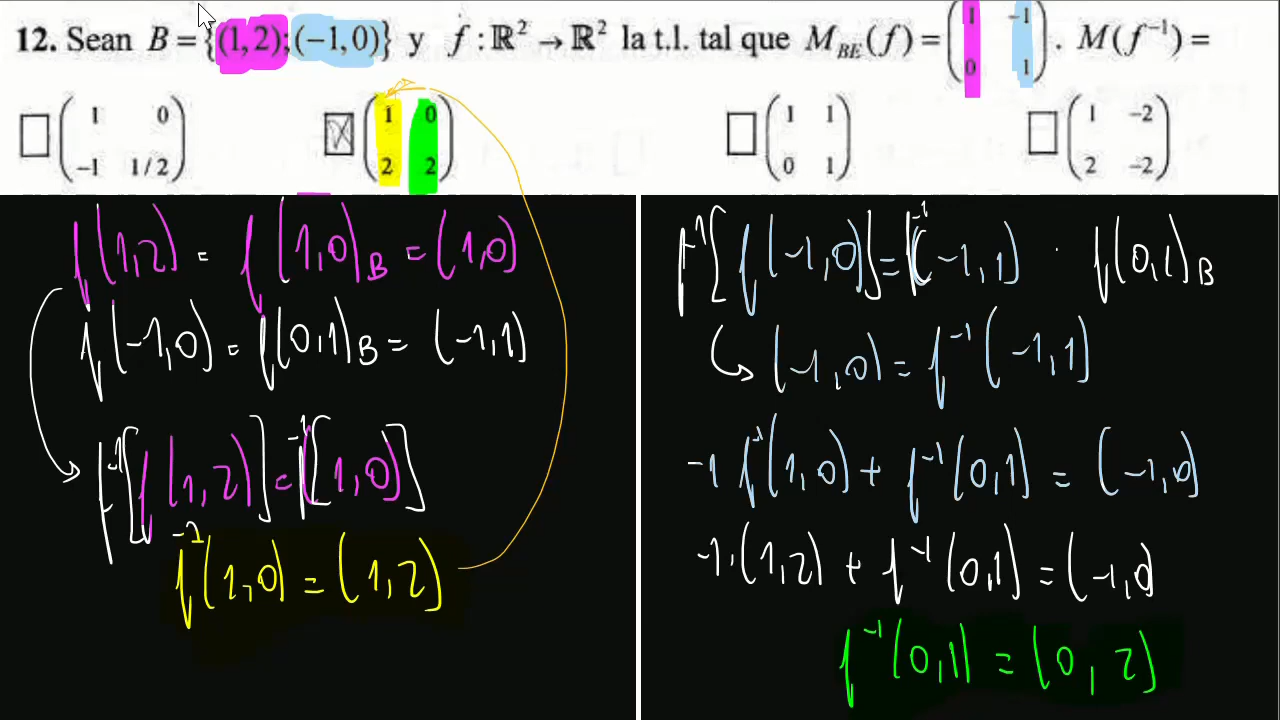 12. Sean B = {(1,2);(−1,0)} y f : ℝ² → ℝ² la t.l. tal que M_BE(f) = (1 −1; 0 1) . M(f⁻¹) =
☐ (1 0; −1 1/2) ☒ (1 0; 2 2) ☐ (1 1; 0 1) ☐ (1 −2; 2 −2)
f(1,2) = f(1,0)_B = (1,0)
f(−1,0) = f(0,1)_B = (−1,1)
f⁻¹[f(1,2)] = f⁻¹[(1,0)]
f⁻¹(1,0) = (1,2)
f⁻¹[f(−1,0)] = f⁻¹(−1,1) · f(0,1)_B
(−1,0) = f⁻¹(−1,1)
−1 f⁻¹(1,0) + f⁻¹(0,1) = (−1,0)
−1·(1,2) + f⁻¹(0,1) = (−1,0)
f⁻¹(0,1) = (0,2)